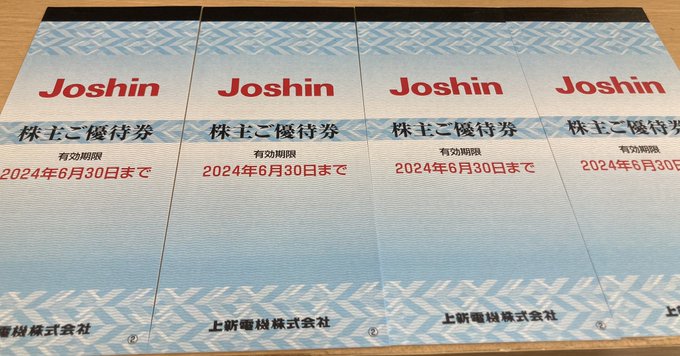 Joshin
株主ご優待券
有効期限
2024年6月30日まで
上新電機株式会社
②
Joshin
株主ご優待券
有効期限
2024年6月30日まで
上新電機株式会社
②
Joshin
株主ご優待券
有効期限
2024年6月30日まで
上新電機株式会社
②
Joshin
株主ご優待券
有効期限
2024年6月30日
上新電